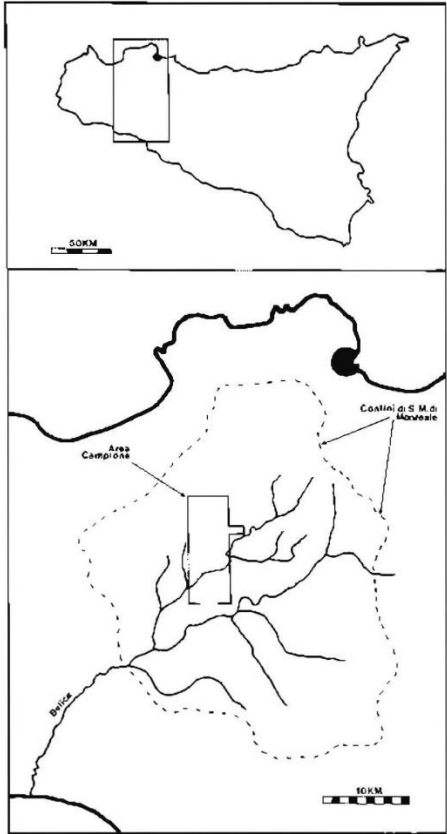 50KM
Confini di S. M. di
Monreale
Area
Campione
Belice
10KM